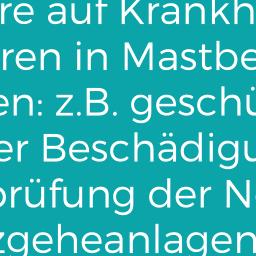 re auf Krankh
ren in Mastbe
en: z.B. geschü
er Beschädigu
prüfung der N
zgeheanlagen